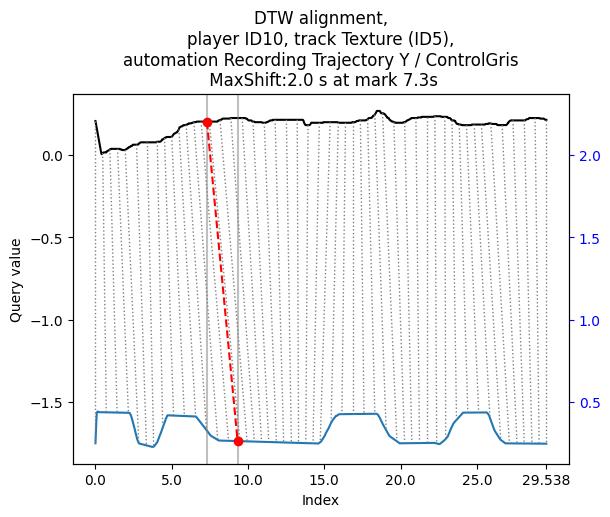 DTW alignment,
player ID10, track Texture (ID5),
automation Recording Trajectory Y / ControlGris
MaxShift:2.0 s at mark 7.3s
0.0
−0.5
−1.0
−1.5
Query value
2.0
1.5
1.0
0.5
0.0 5.0 10.0 15.0 20.0 25.0 29.538
Index